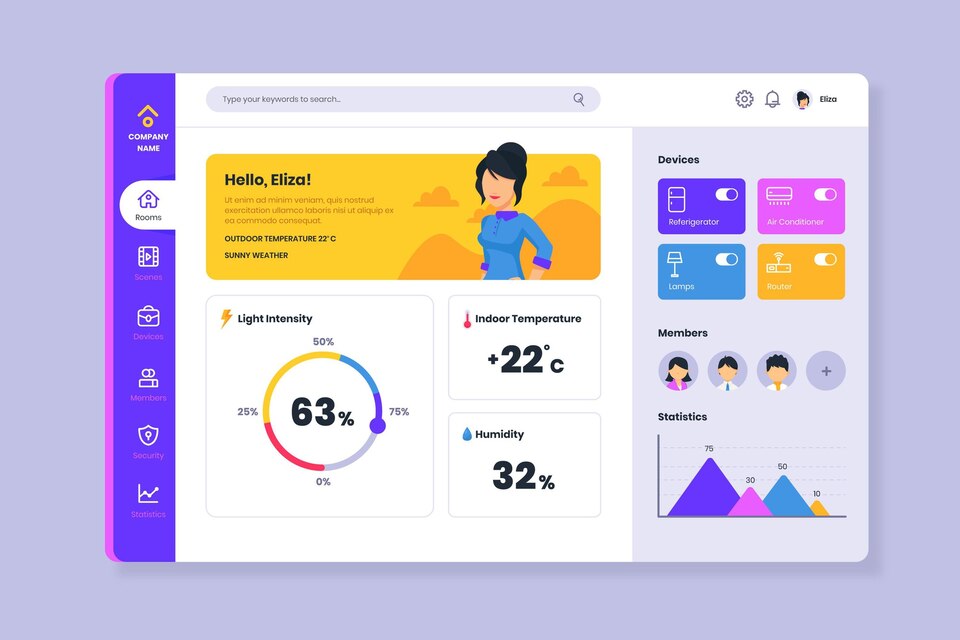 COMPANY
NAME
Rooms
Scenes
Devices
Members
Security
Statistics
Type your keywords to search..
Eliza
Hello, Eliza!
Ut enim ad minim veniam, quis nostrud
exercitation ullamco laboris nisi ut aliquip ex
ea commodo consequat.
OUTDOOR TEMPERATURE 22°C
SUNNY WEATHER
Light Intensity
50%
25%
63%
75%
0%
Indoor Temperature
+22°C
Humidity
32%
Devices
Referigerator
Air Conditioner
Lamps
Router
Members
+
Statistics
75
30
50
10